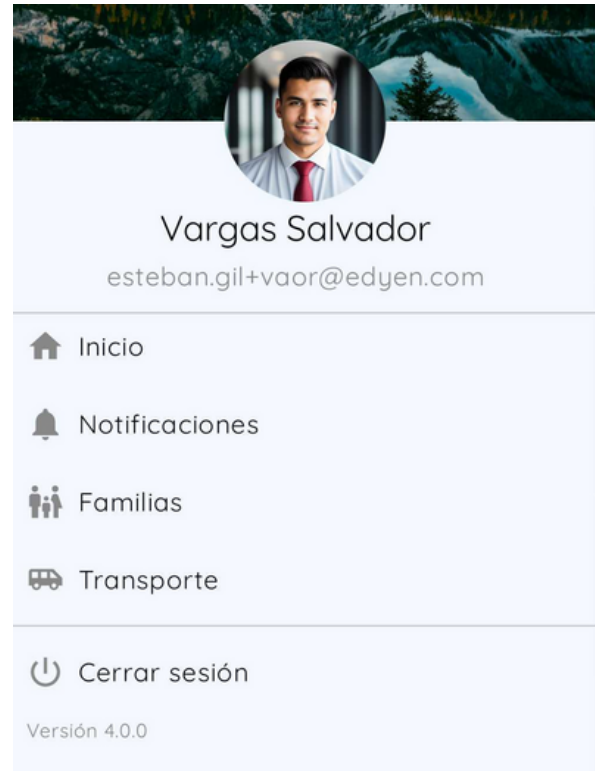 Vargas Salvador
esteban.gil+vaor@edyen.com
Inicio
Notificaciones
Familias
Transporte
Cerrar sesión
Versión 4.0.0